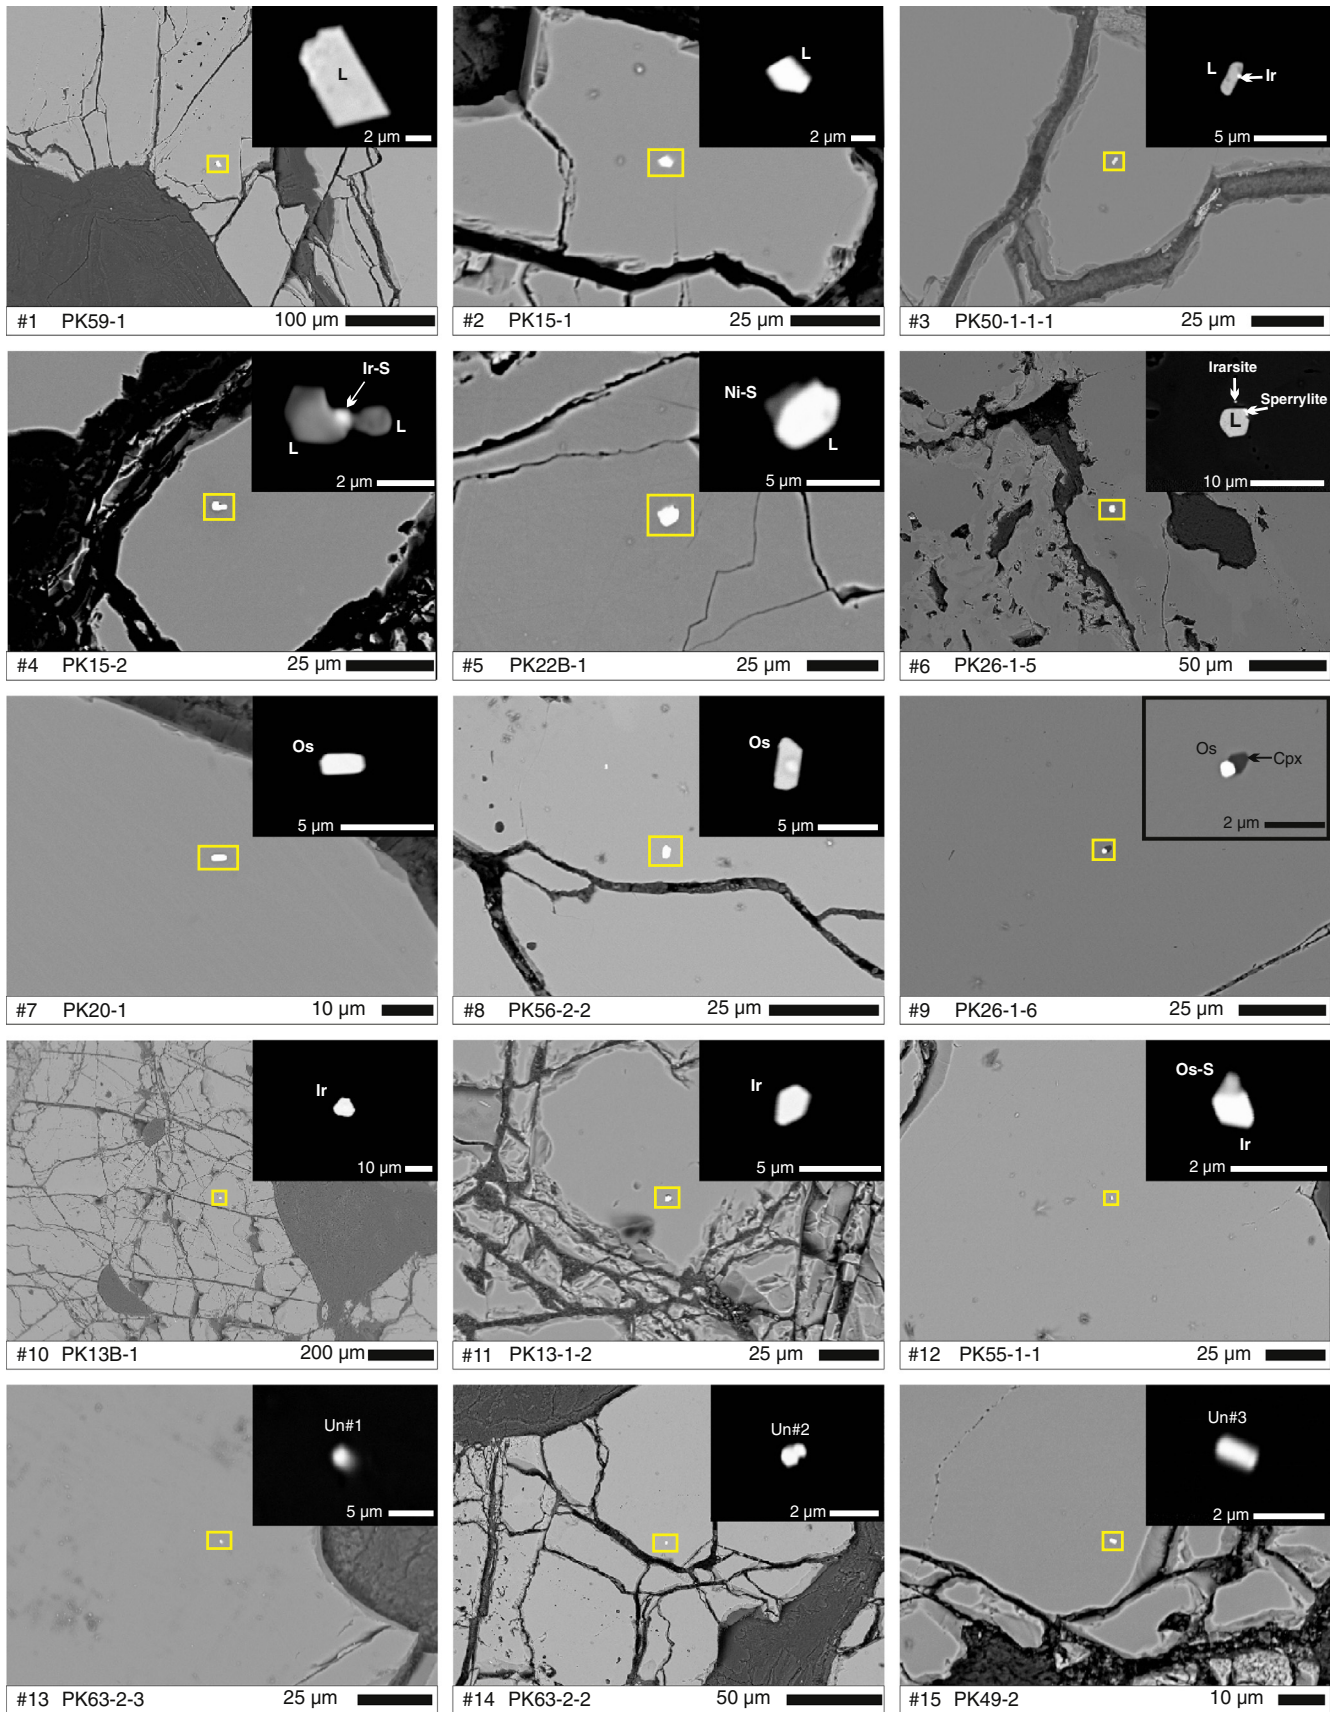 L
2 µm
#1 PK59-1 100 µm
L
2 µm
#2 PK15-1 25 µm
L Ir
5 µm
#3 PK50-1-1-1 25 µm
Ir-S
L L
2 µm
#4 PK15-2 25 µm
Ni-S
L
5 µm
#5 PK22B-1 25 µm
Irarsite
Sperrylite
L
10 µm
#6 PK26-1-5 50 µm
Os
5 µm
#7 PK20-1 10 µm
Os
5 µm
#8 PK56-2-2 25 µm
Os Cpx
2 µm
#9 PK26-1-6 25 µm
Ir
10 µm
#10 PK13B-1 200 µm
Ir
5 µm
#11 PK13-1-2 25 µm
Os-S
Ir
2 µm
#12 PK55-1-1 25 µm
Un#1
5 µm
#13 PK63-2-3 25 µm
Un#2
2 µm
#14 PK63-2-2 50 µm
Un#3
2 µm
#15 PK49-2 10 µm